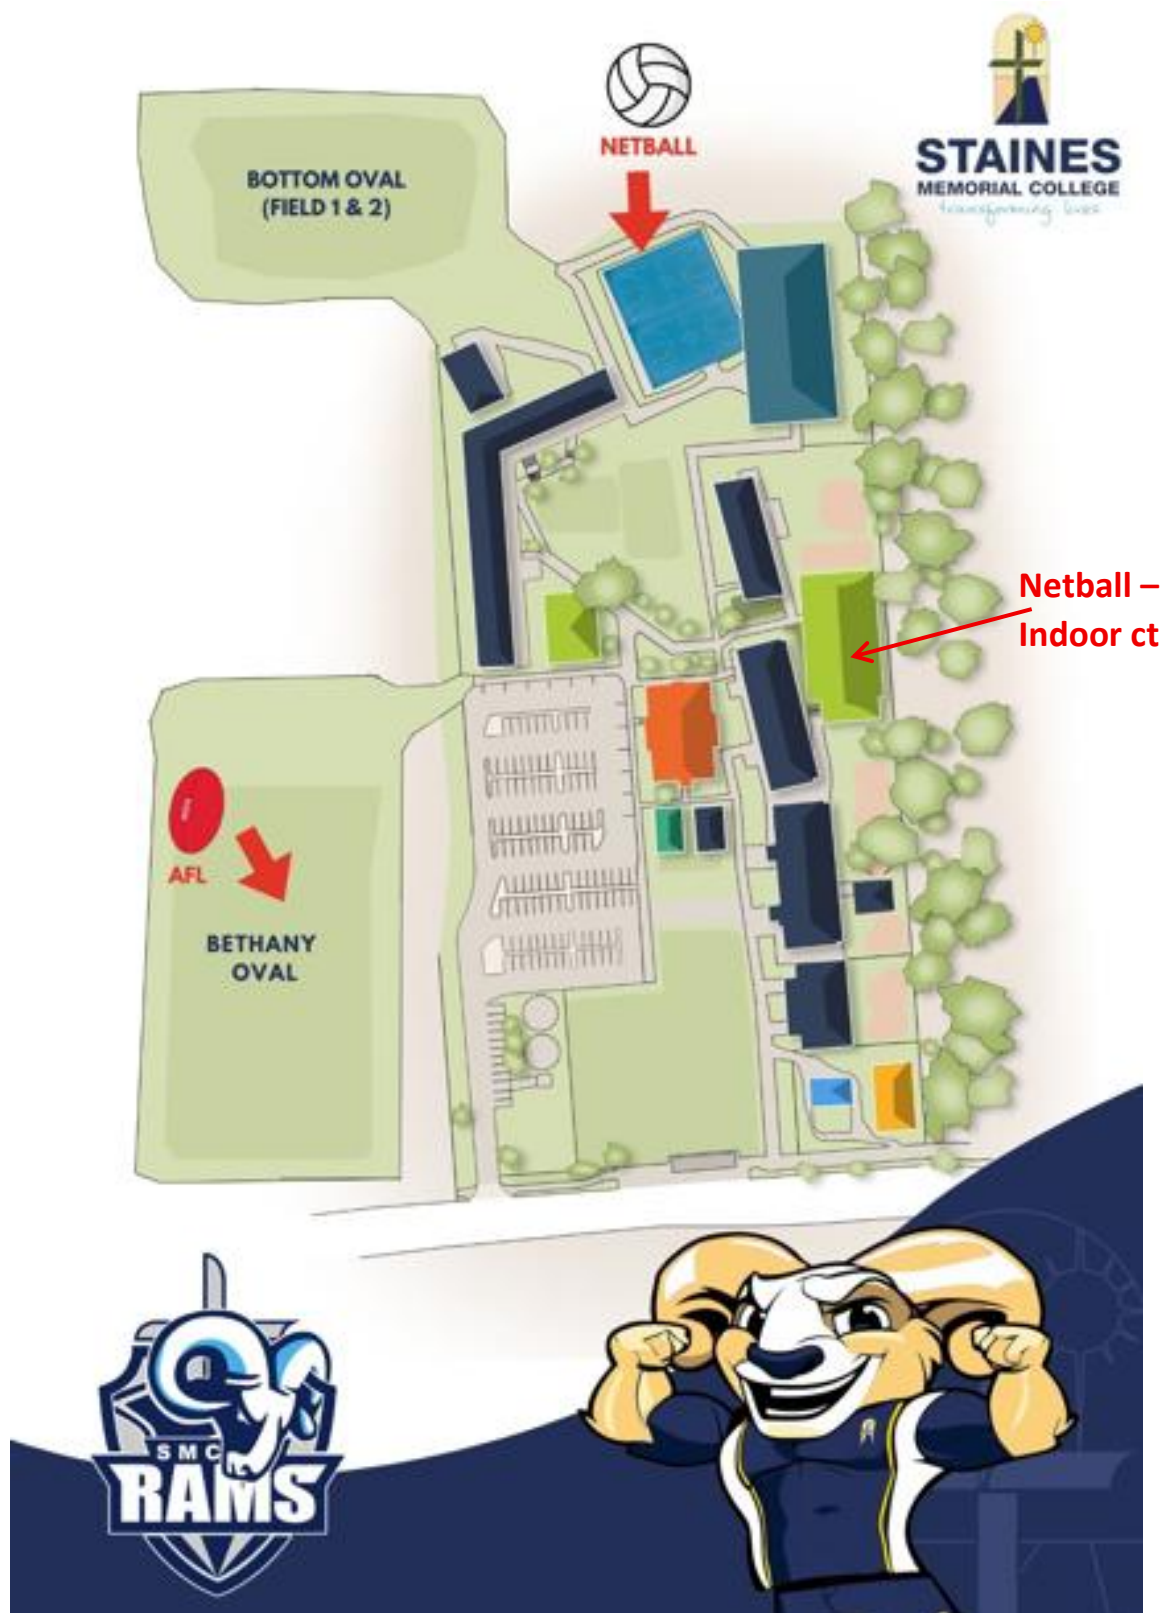 NETBALL
STAINES
MEMORIAL COLLEGE
transforming lives
BOTTOM OVAL
(FIELD 1 & 2)
Netball –
Indoor ct
AFL
BETHANY
OVAL
SMC
RAMS